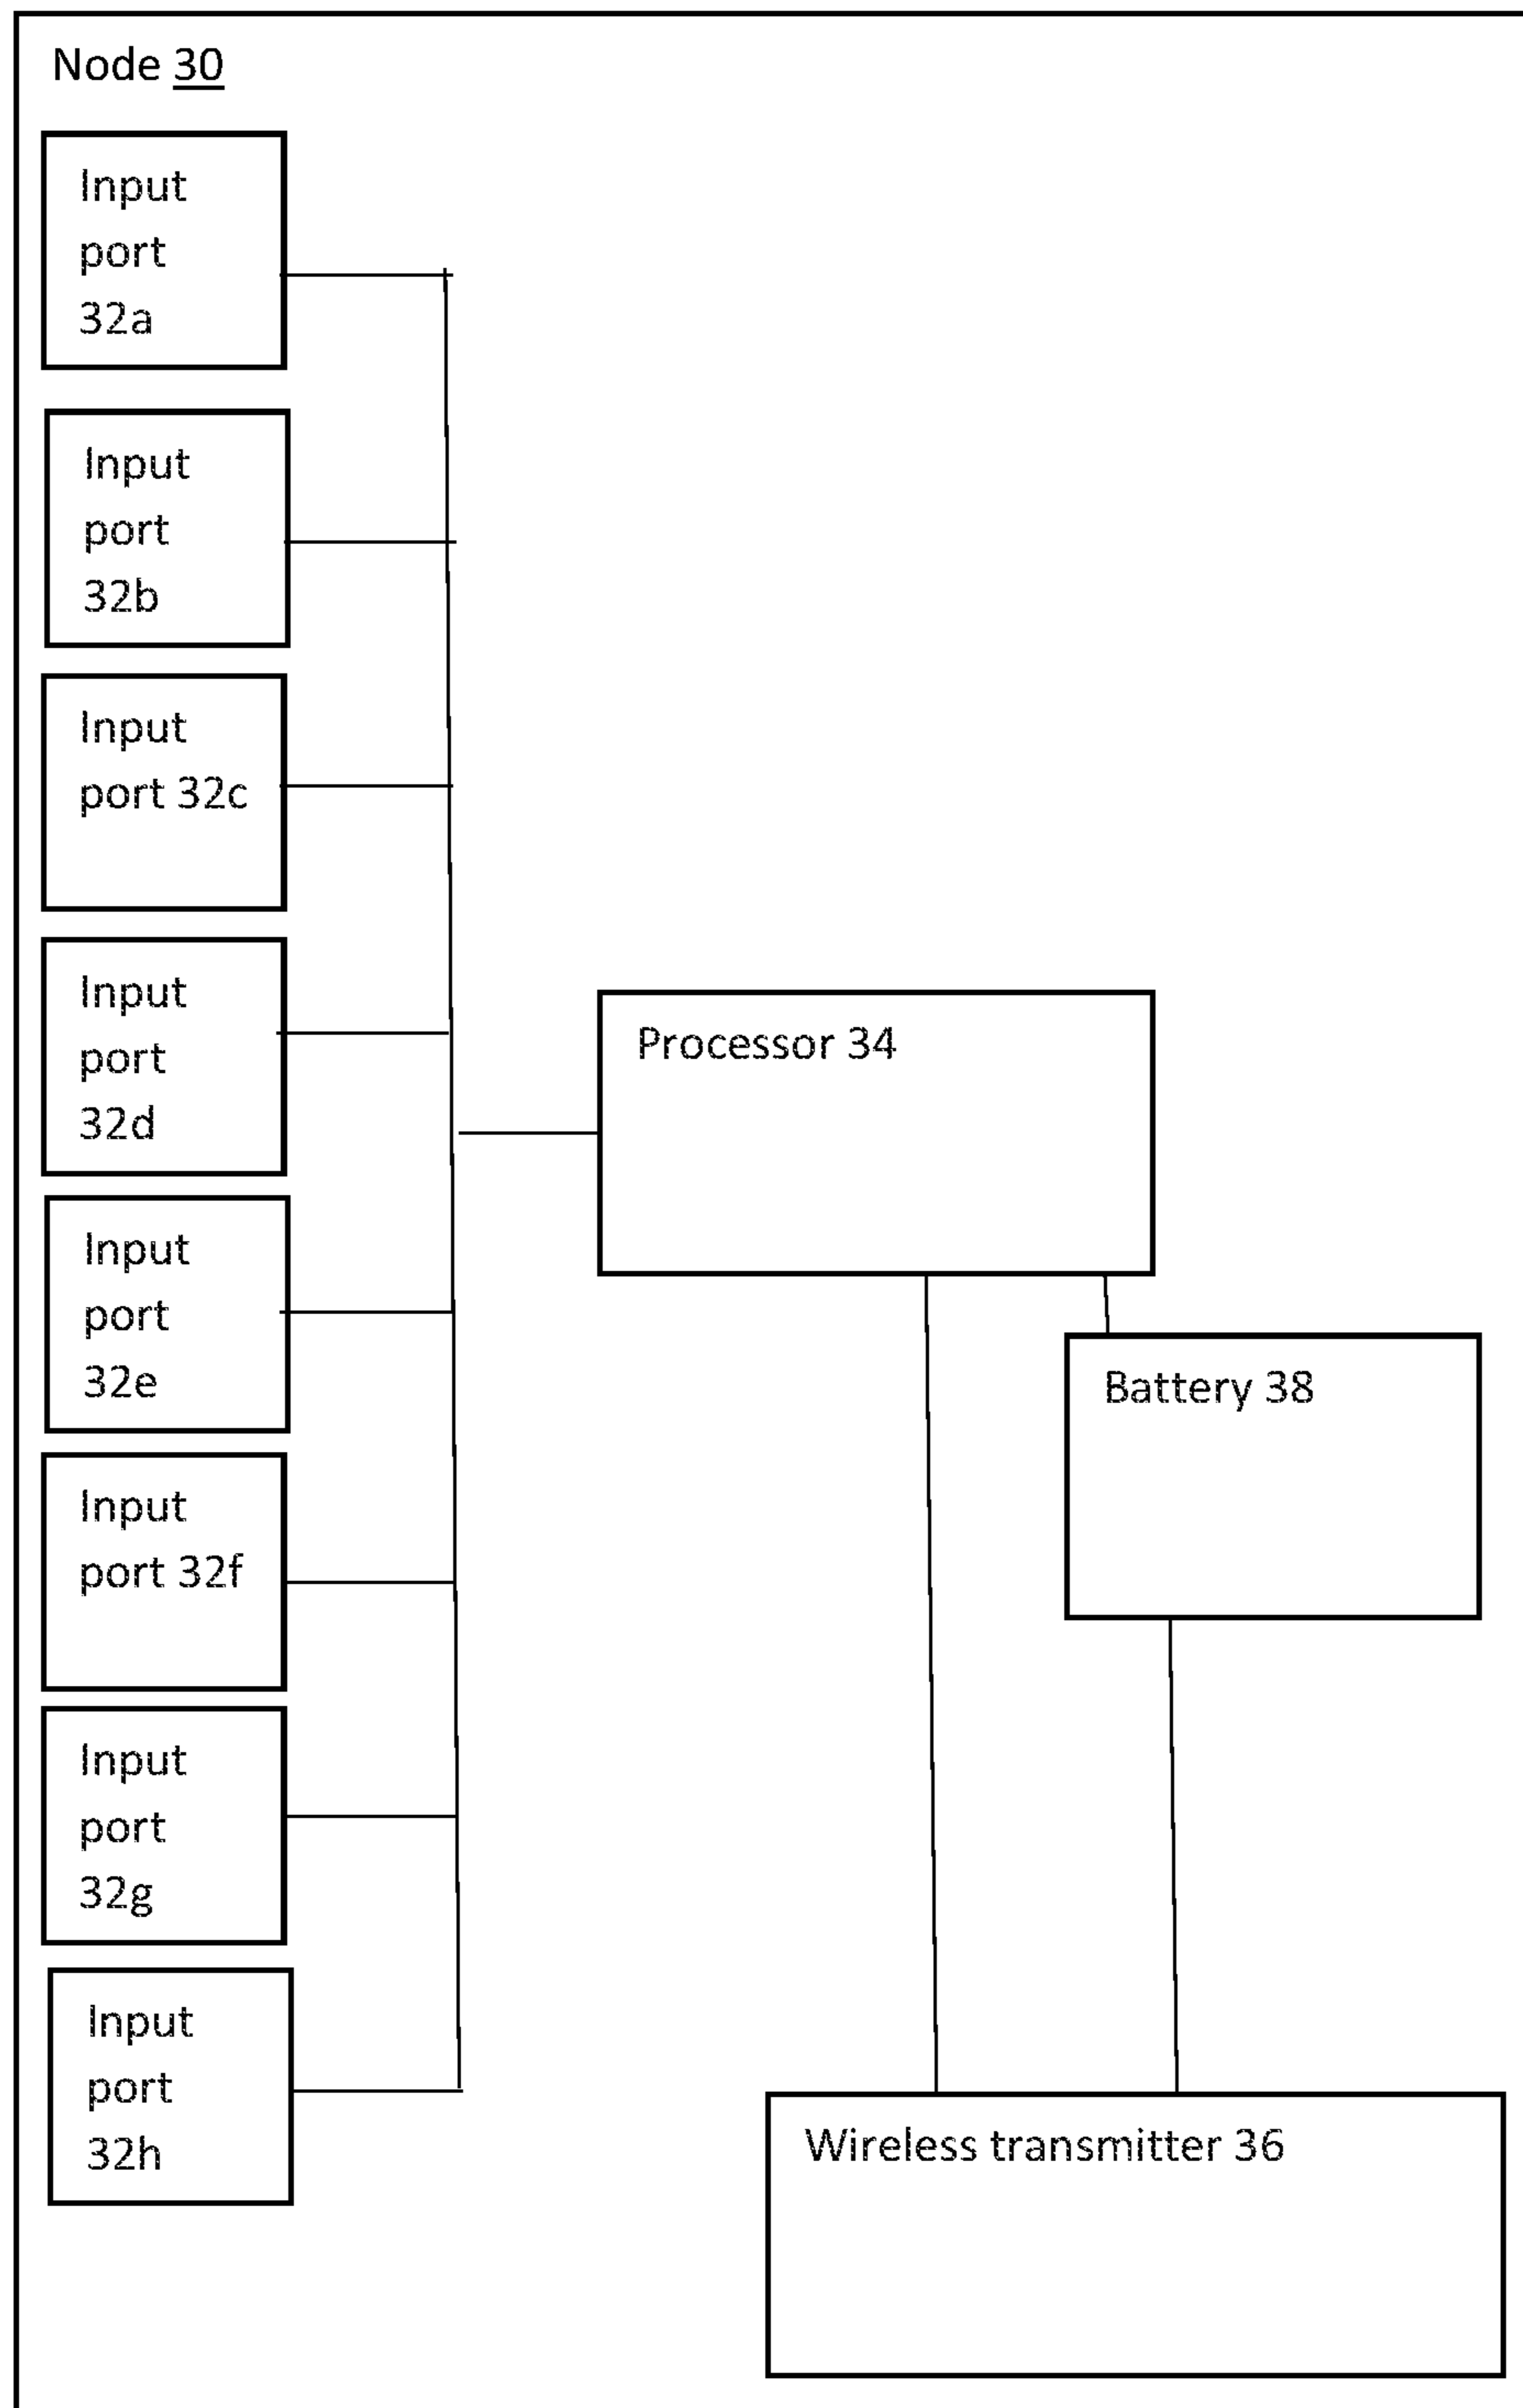 Node 30
Input
port
32a
Input
port
32b
Input
port 32c
Input
port
32d
Processor 34
Input
port
32e
Battery 38
Input
port 32f
Input
port
32g
Input
port
32h
Wireless transmitter 36